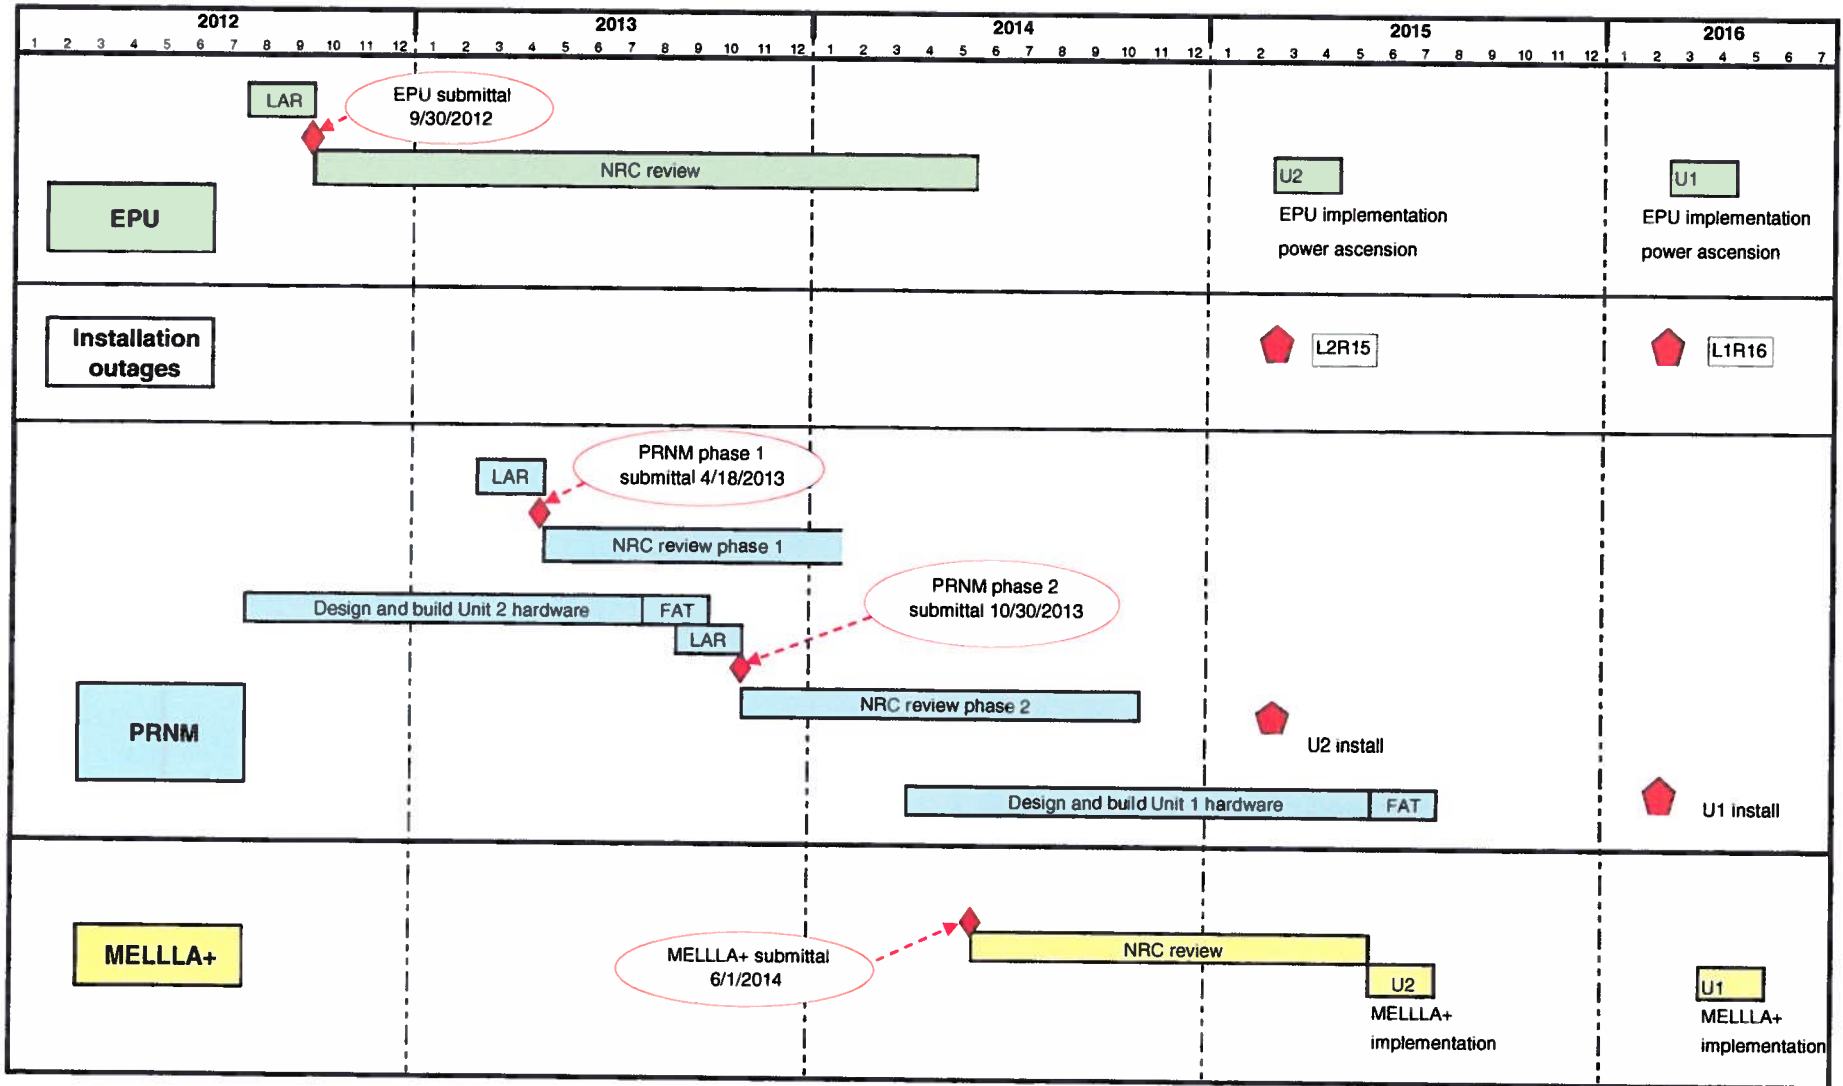 2012 2013 2014 2015 2016
1 2 3 4 5 6 7 8 9 10 11 12 1 2 3 4 5 6 7 8 9 10 11 12 1 2 3 4 5 6 7 8 9 10 11 12 1 2 3 4 5 6 7 8 9 10 11 12 1 2 3 4 5 6 7
LAR
EPU submittal
9/30/2012
NRC review
EPU
U2
EPU implementation
power ascension
U1
EPU implementation
power ascension
Installation
outages
L2R15
L1R16
LAR
PRNM phase 1
submittal 4/18/2013
NRC review phase 1
Design and build Unit 2 hardware
FAT
LAR
PRNM phase 2
submittal 10/30/2013
NRC review phase 2
PRNM
U2 install
Design and build Unit 1 hardware
FAT
U1 install
MELLLA+
MELLLA+ submittal
6/1/2014
NRC review
U2
MELLLA+
implementation
U1
MELLLA+
implementation